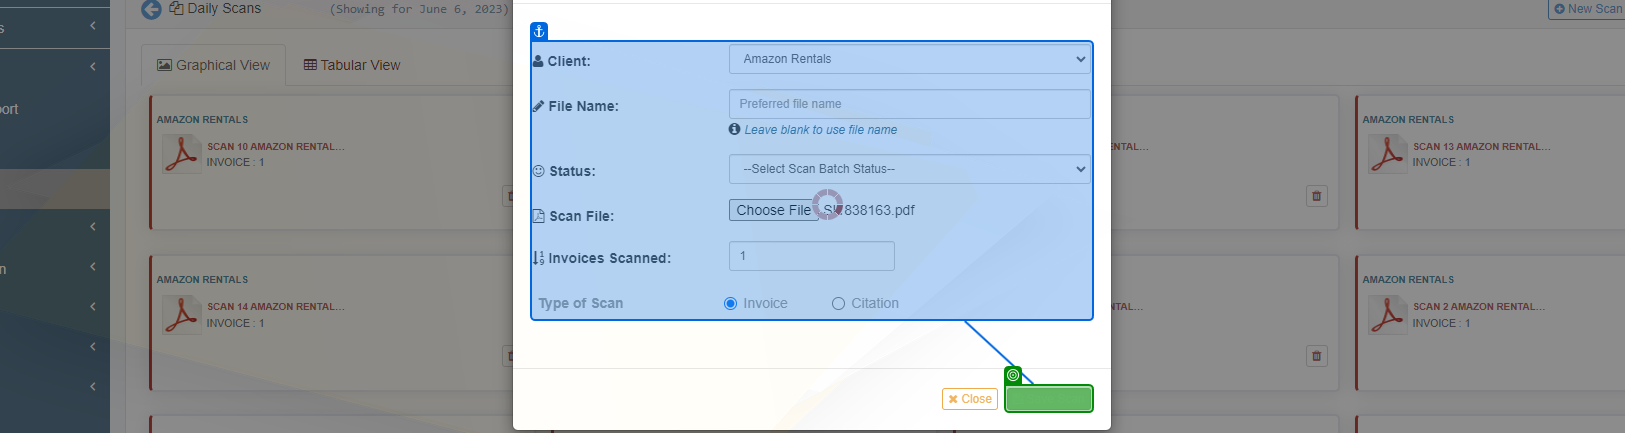 Daily Scans (Showing for June 6, 2023)
New Scan
Graphical View
Tabular View
ort
n
AMAZON RENTALS
SCAN 10 AMAZON RENTAL...
INVOICE : 1
AMAZON RENTALS
SCAN 14 AMAZON RENTAL...
INVOICE : 1
Client:
Amazon Rentals
File Name:
Preferred file name
Leave blank to use file name
Status:
--Select Scan Batch Status--
Scan File:
Choose File
838163.pdf
Invoices Scanned:
1
Type of Scan
Invoice
Citation
Close
NTAL...
AL...
AMAZON RENTALS
SCAN 13 AMAZON RENTAL...
INVOICE : 1
AMAZON RENTALS
SCAN 2 AMAZON RENTAL...
INVOICE : 1